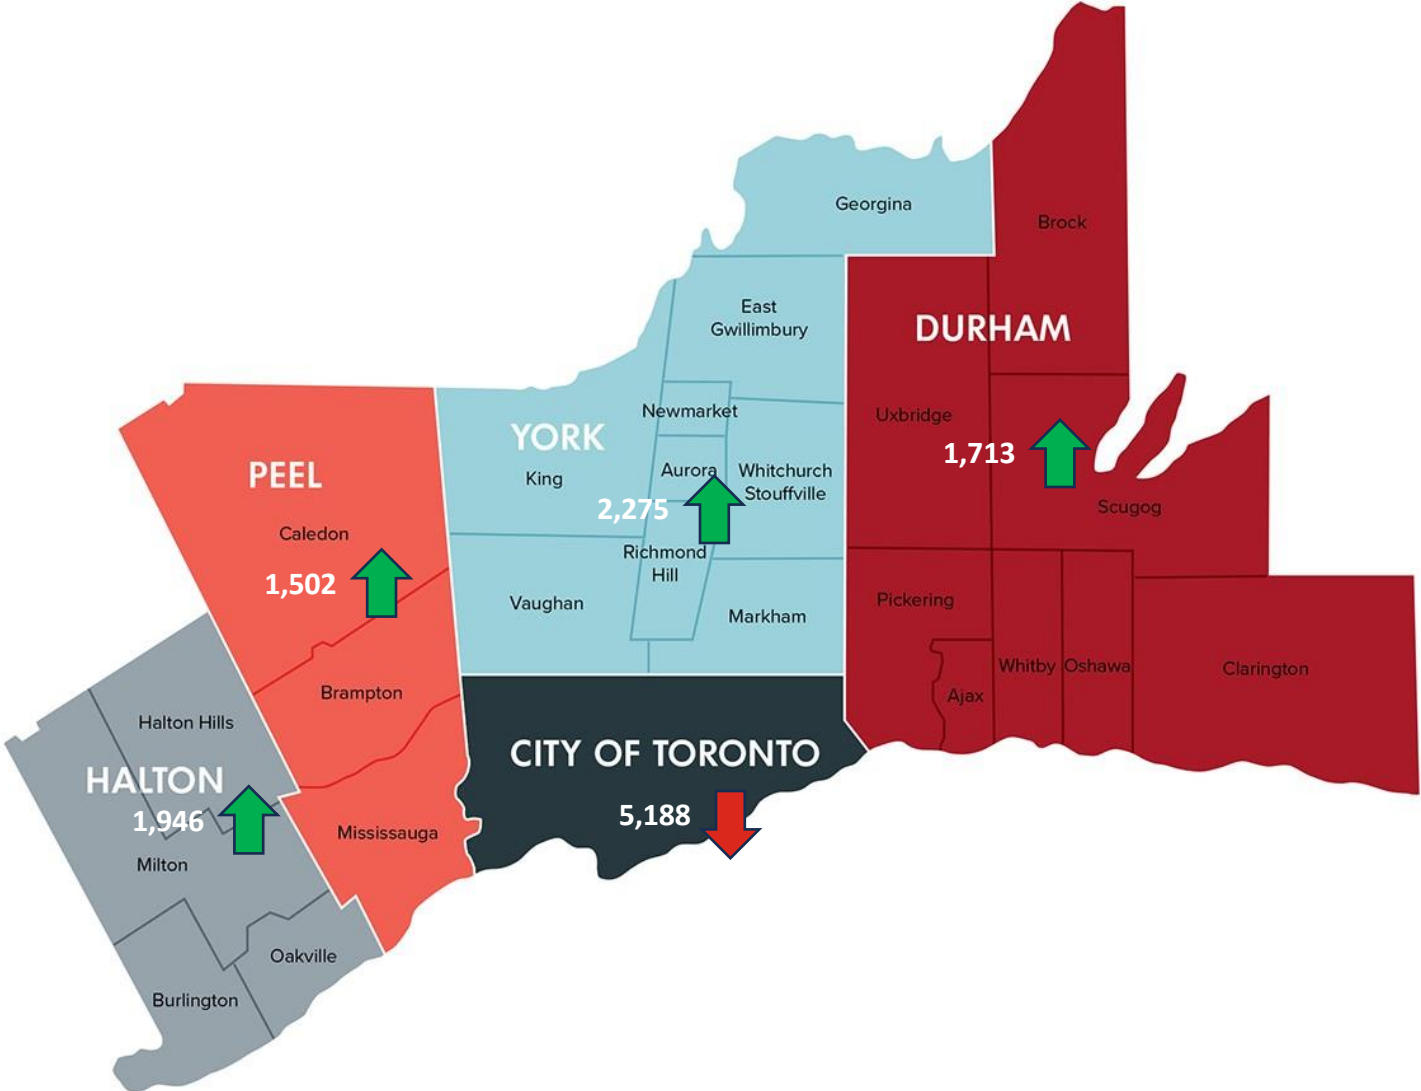 Georgina
Brock
East
Gwillimbury
DURHAM
Newmarket
Uxbridge
YORK
1,713
PEEL
King
Aurora
Whitchurch
Stouffville
2,275
Scugog
Caledon
Richmond
Hill
1,502
Vaughan
Markham
Pickering
Whitby
Oshawa
Clarington
Brampton
Ajax
Halton Hills
CITY OF TORONTO
HALTON
1,946
5,188
Mississauga
Milton
Oakville
Burlington